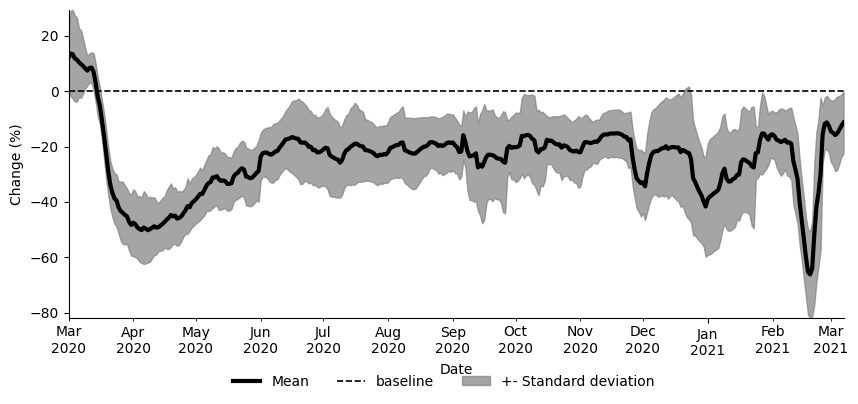 Change (%)
20
0
−20
−40
−60
−80
Mar Apr May Jun Jul Aug Sep Oct Nov Dec Jan Feb Mar
2020 2020 2020 2020 2020 2020 2020 2020 2020 2020 2021 2021 2021
Date
Mean baseline +- Standard deviation